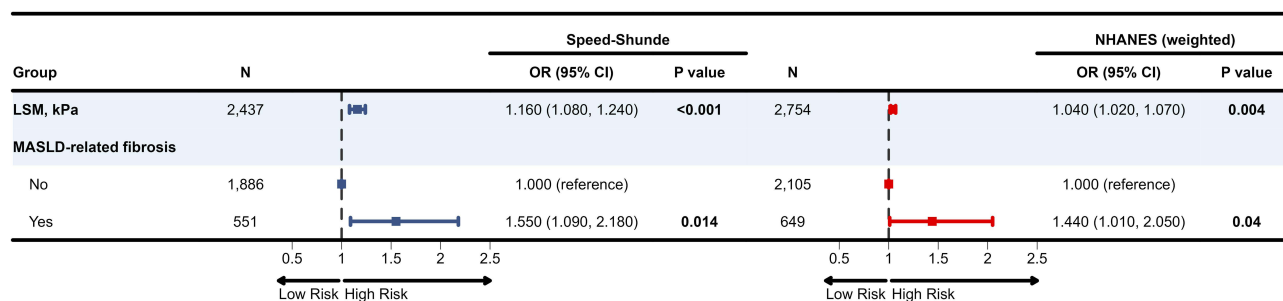 Speed-Shunde NHANES (weighted)
Group N OR (95% CI) P value N OR (95% CI) P value
LSM, kPa 2,437 1.160 (1.080, 1.240) <0.001 2,754 1.040 (1.020, 1.070) 0.004
MASLD-related fibrosis
No 1,886 1.000 (reference) 2,105 1.000 (reference)
Yes 551 1.550 (1.090, 2.180) 0.014 649 1.440 (1.010, 2.050) 0.04
0.5 1 1.5 2 2.5 0.5 1 1.5 2 2.5
Low Risk High Risk Low Risk High Risk